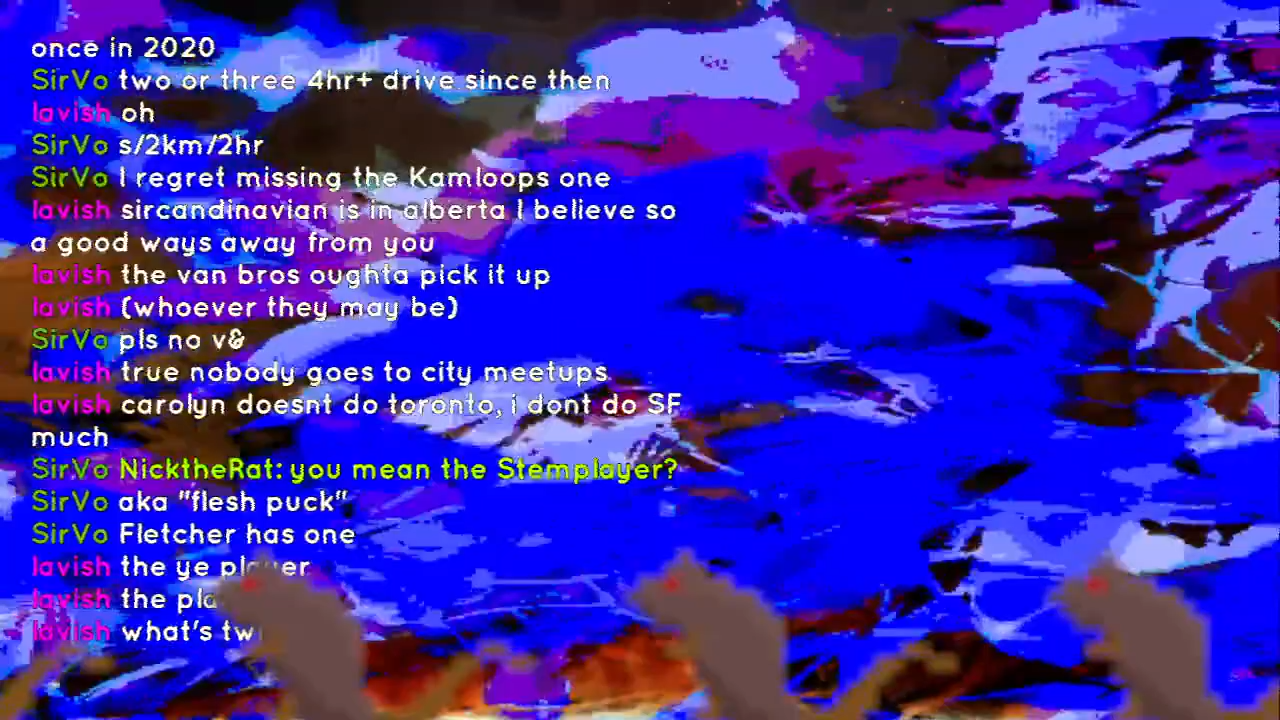 once in 2020
SirVo two or three 4hr+ drive since then
lavish oh
SirVo s/2km/2hr
SirVo I regret missing the Kamloops one
lavish sircandinavian is in alberta I believe so
a good ways away from you
lavish the van bros oughta pick it up
lavish (whoever they may be)
SirVo pls no v&
lavish true nobody goes to city meetups
lavish carolyn doesnt do toronto, i dont do SF
much
SirVo NicktheRat: you mean the Stemplayer?
SirVo aka "flesh puck"
SirVo Fletcher has one
lavish the ye player
lavish the
lavish what's